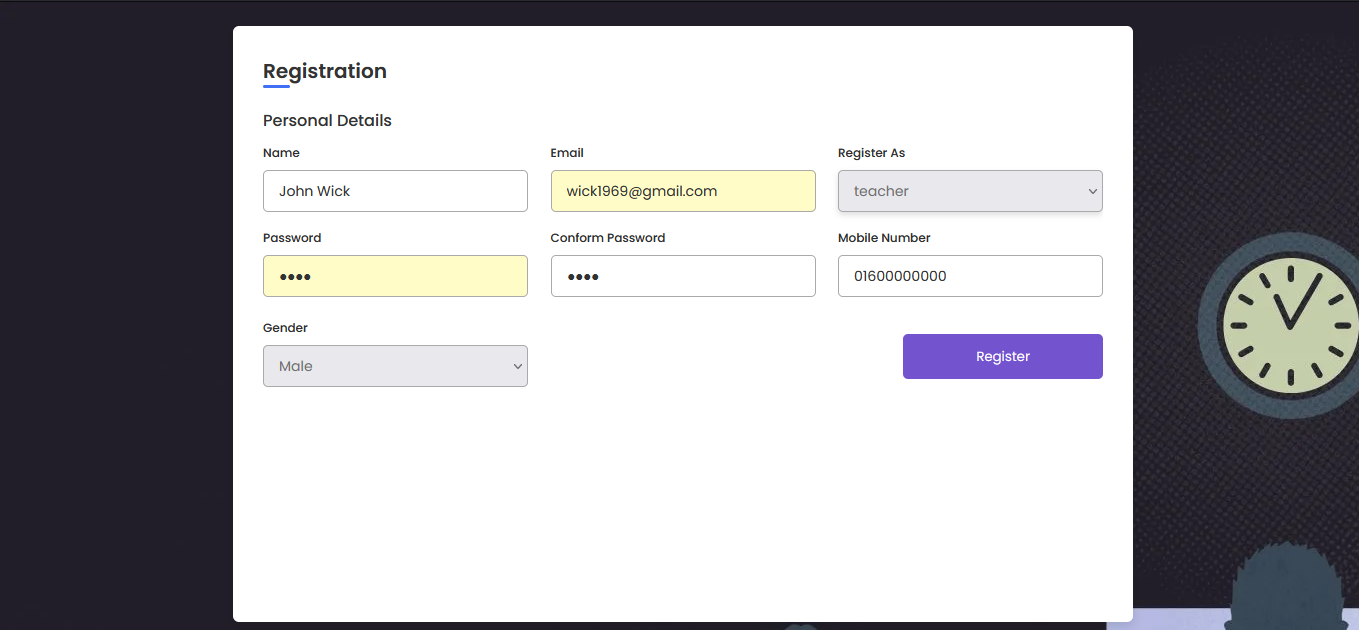 Registration
Personal Details
Name Email Register As
John Wick wick1969@gmail.com teacher
Password Conform Password Mobile Number
•••• •••• 01600000000
Gender
Male Register